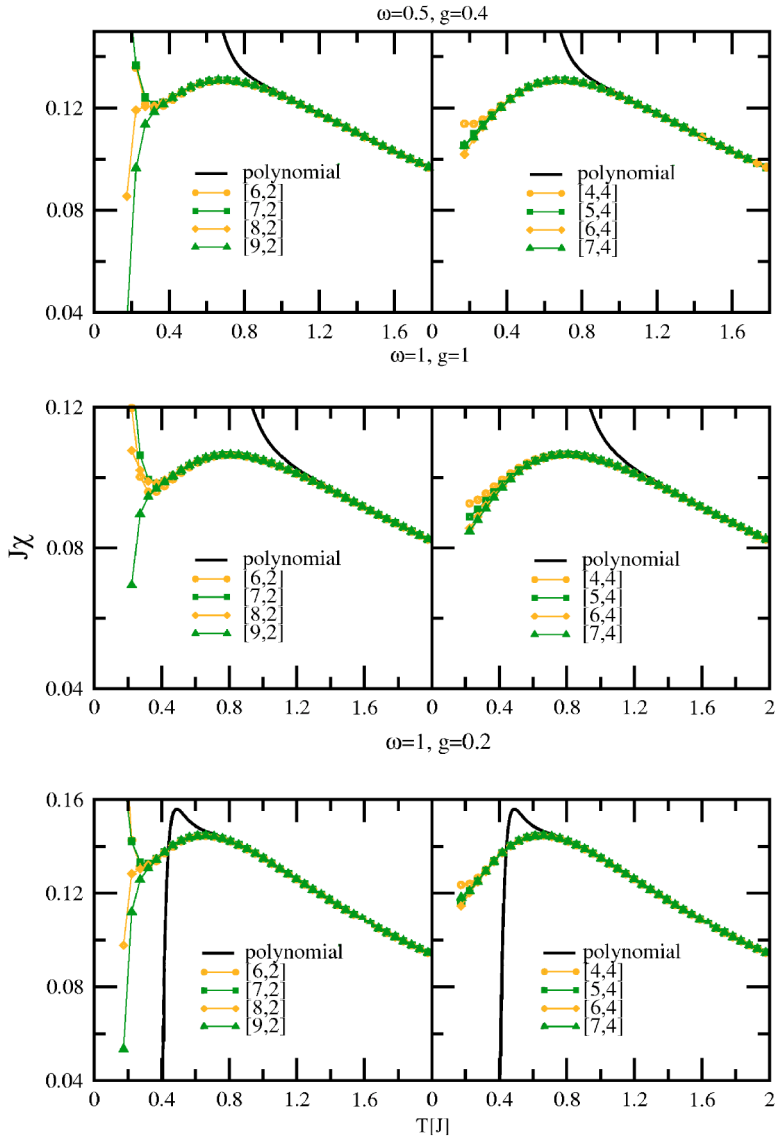 ω=0.5, g=0.4
0.12
0.08
0.04
polynomial
[6,2]
[7,2]
[8,2]
[9,2]
polynomial
[4,4]
[5,4]
[6,4]
[7,4]
0 0.4 0.8 1.2 1.6 0 0.4 0.8 1.2 1.6
ω=1, g=1
0.12
0.08
0.04
Jχ
polynomial
[6,2]
[7,2]
[8,2]
[9,2]
polynomial
[4,4]
[5,4]
[6,4]
[7,4]
0 0.4 0.8 1.2 1.6 0 0.4 0.8 1.2 1.6 2
ω=1, g=0.2
0.16
0.12
0.08
0.04
polynomial
[6,2]
[7,2]
[8,2]
[9,2]
polynomial
[4,4]
[5,4]
[6,4]
[7,4]
0 0.4 0.8 1.2 1.6 0 0.4 0.8 1.2 1.6 2
T[J]